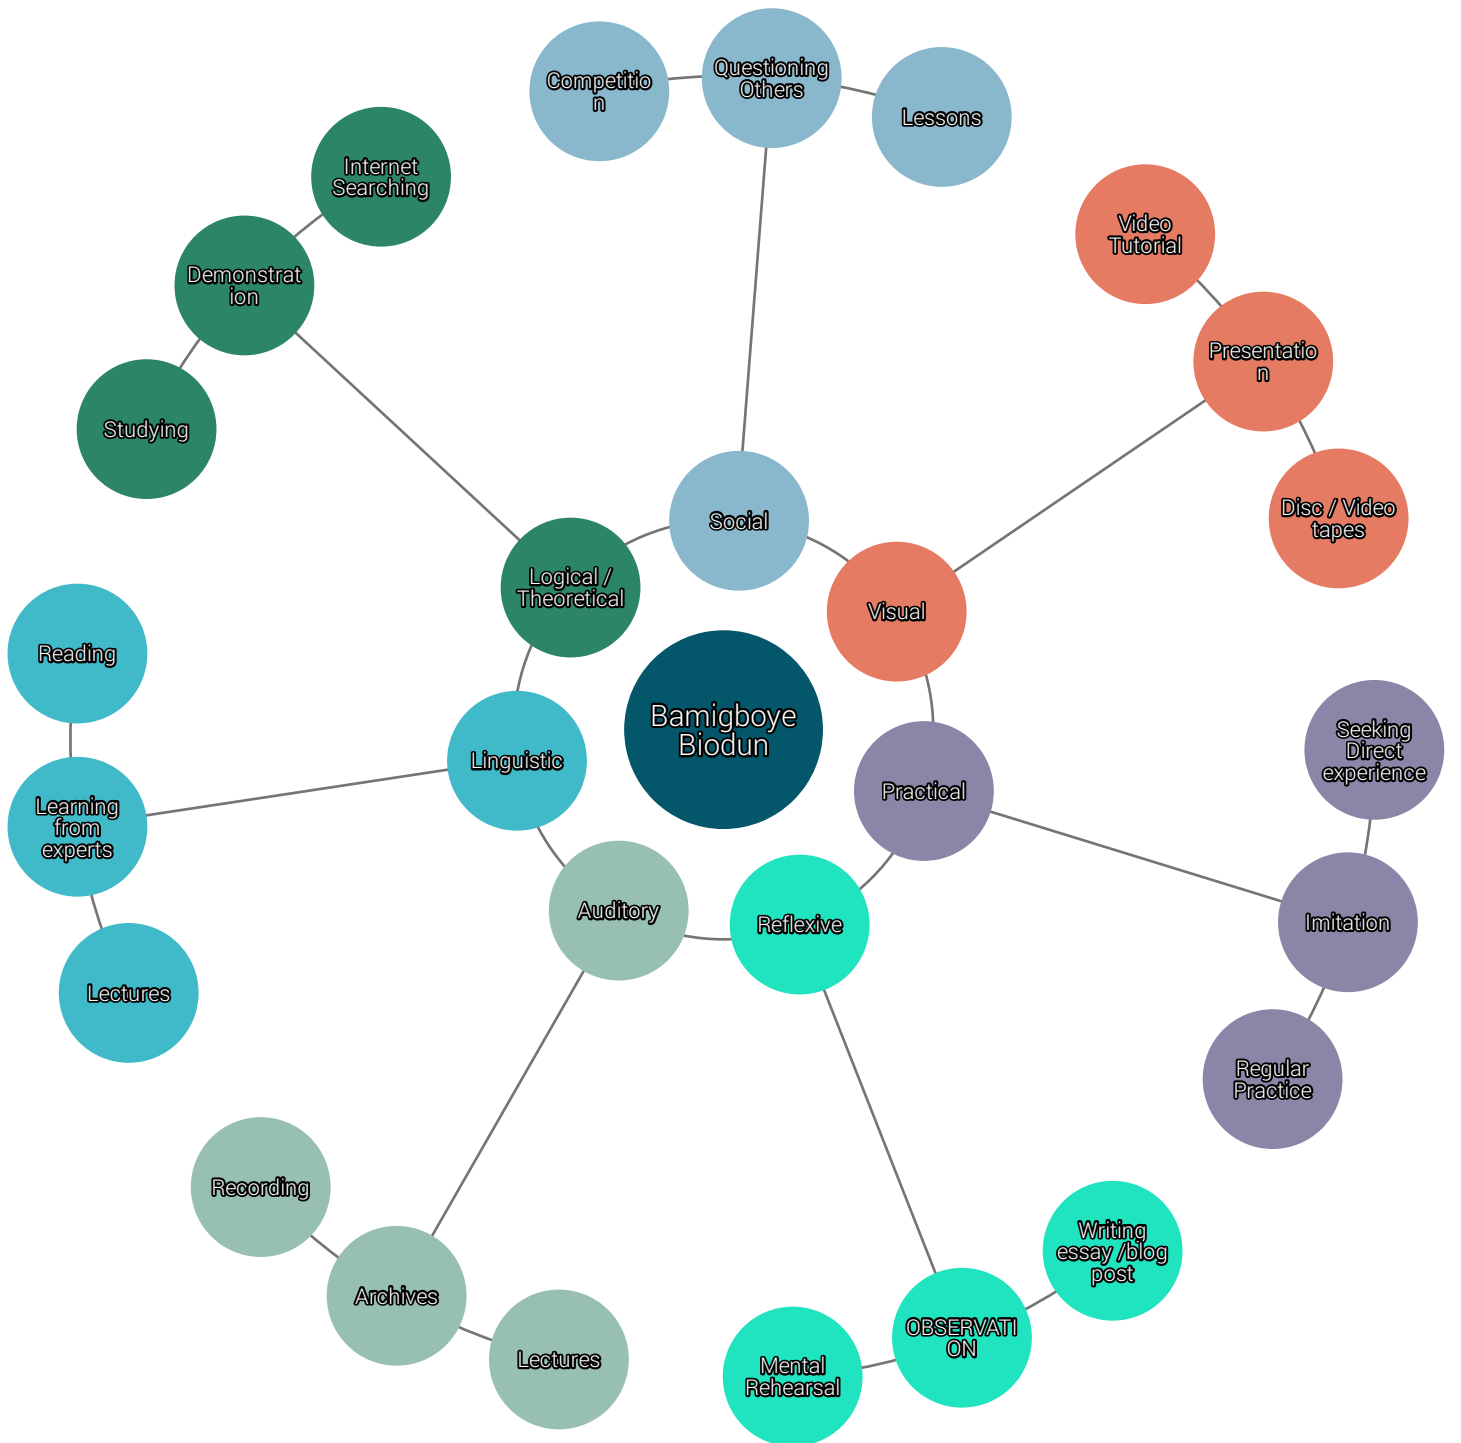 Competitio
n
Questioning
Others
Lessons
Internet
Searching
Demonstrat
ion
Studying
Video
Tutorial
Presentatio
n
Disc / Video
tapes
Social
Logical /
Theoretical
Visual
Reading
Linguistic
Bamigboye
Biodun
Practical
Seeking
Direct
experience
Learning
from
experts
Lectures
Auditory
Reflexive
Imitation
Regular
Practice
Recording
Archives
Lectures
Writing
essay /blog
post
OBSERVATI
ON
Mental
Rehearsal